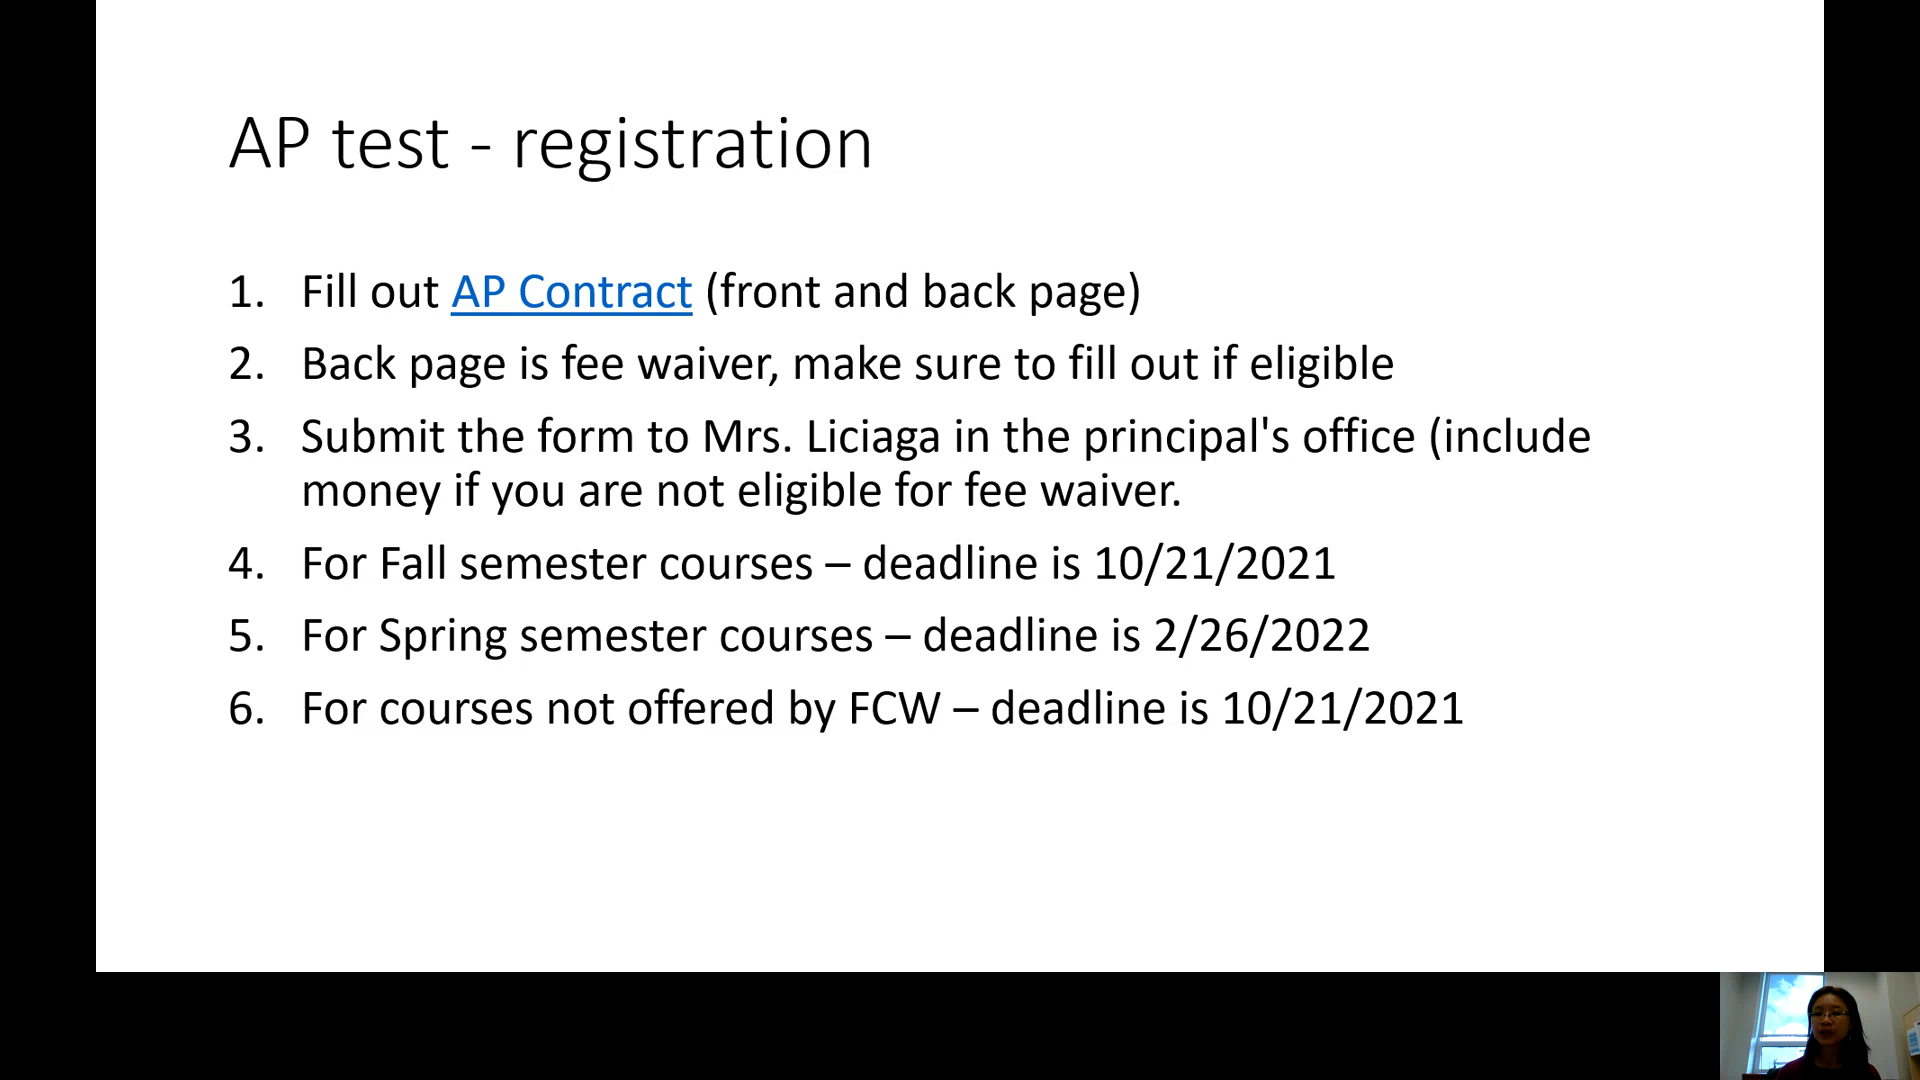 AP test - registration
1. Fill out AP Contract (front and back page)
2. Back page is fee waiver, make sure to fill out if eligible
3. Submit the form to Mrs. Liciaga in the principal's office (include
money if you are not eligible for fee waiver.
4. For Fall semester courses – deadline is 10/21/2021
5. For Spring semester courses – deadline is 2/26/2022
6. For courses not offered by FCW – deadline is 10/21/2021